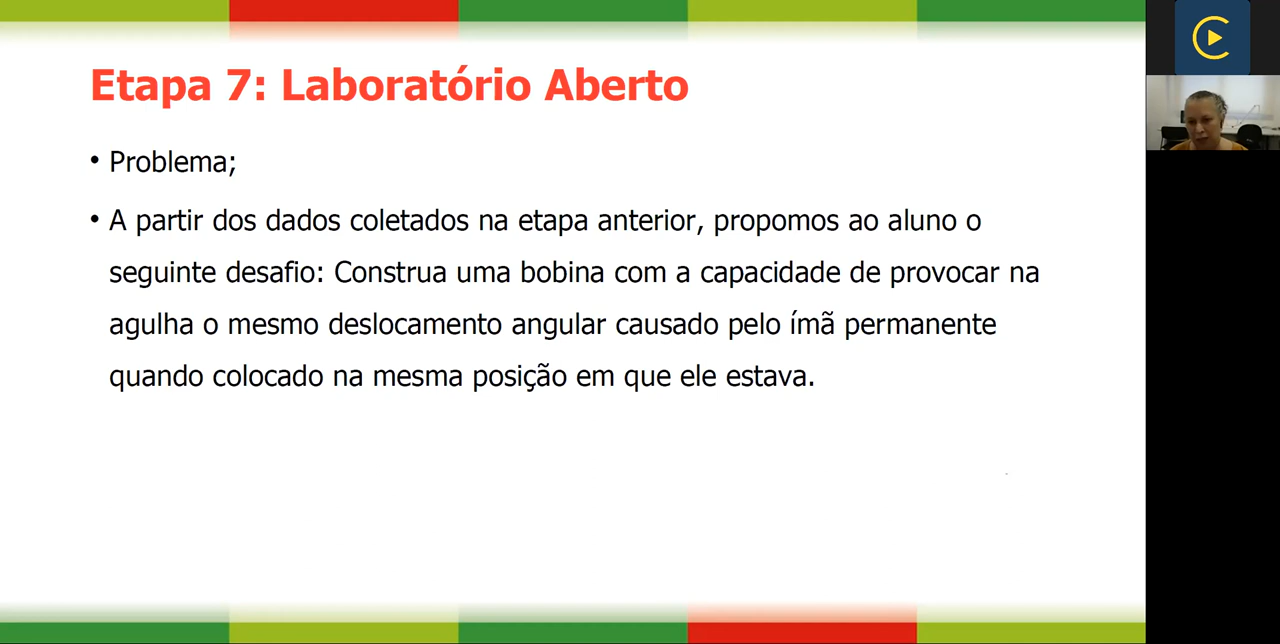 Etapa 7: Laboratório Aberto
• Problema;
• A partir dos dados coletados na etapa anterior, propomos ao aluno o
seguinte desafio: Construa uma bobina com a capacidade de provocar na
agulha o mesmo deslocamento angular causado pelo ímã permanente
quando colocado na mesma posição em que ele estava.